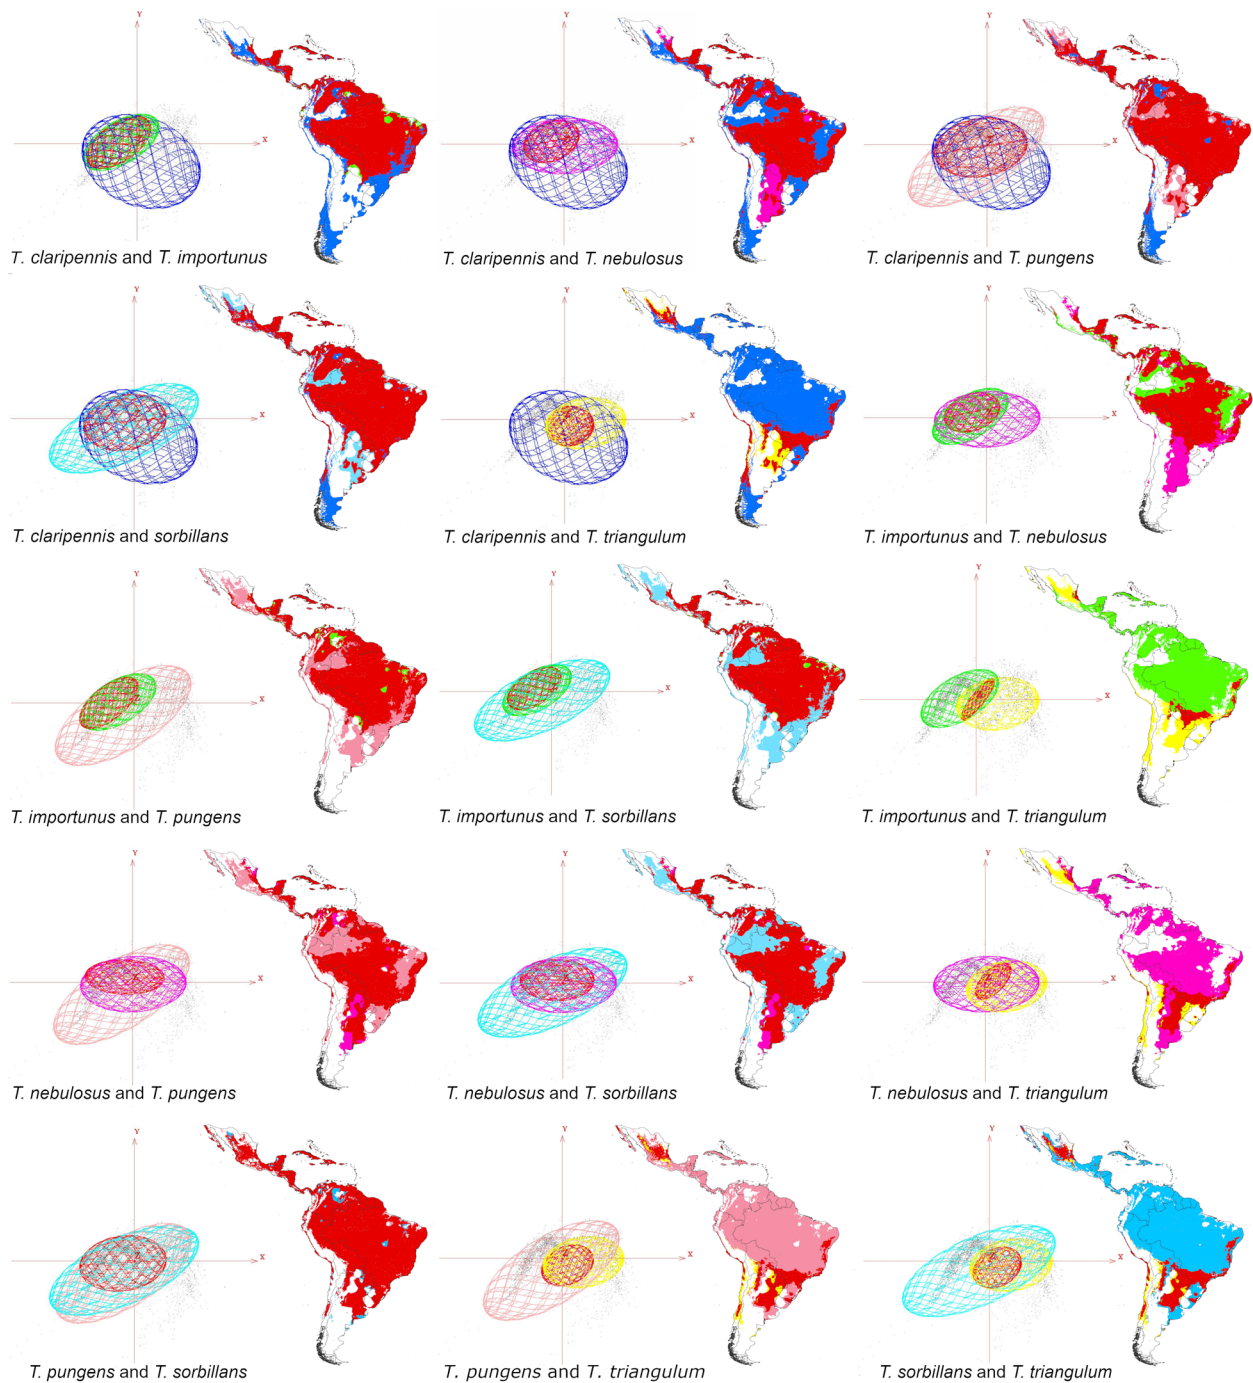 Y
X
T. claripennis and T. importunus
Y
X
T. claripennis and T. nebulosus
Y
X
T. claripennis and T. pungens
Y
X
T. claripennis and sorbillans
Y
X
T. claripennis and T. triangulum
Y
X
T. importunus and T. nebulosus
Y
X
T. importunus and T. pungens
Y
X
T. importunus and T. sorbillans
Y
X
T. importunus and T. triangulum
Y
X
T. nebulosus and T. pungens
Y
X
T. nebulosus and T. sorbillans
Y
X
T. nebulosus and T. triangulum
Y
X
T. pungens and T. sorbillans
Y
X
T. pungens and T. triangulum
Y
X
T. sorbillans and T. triangulum